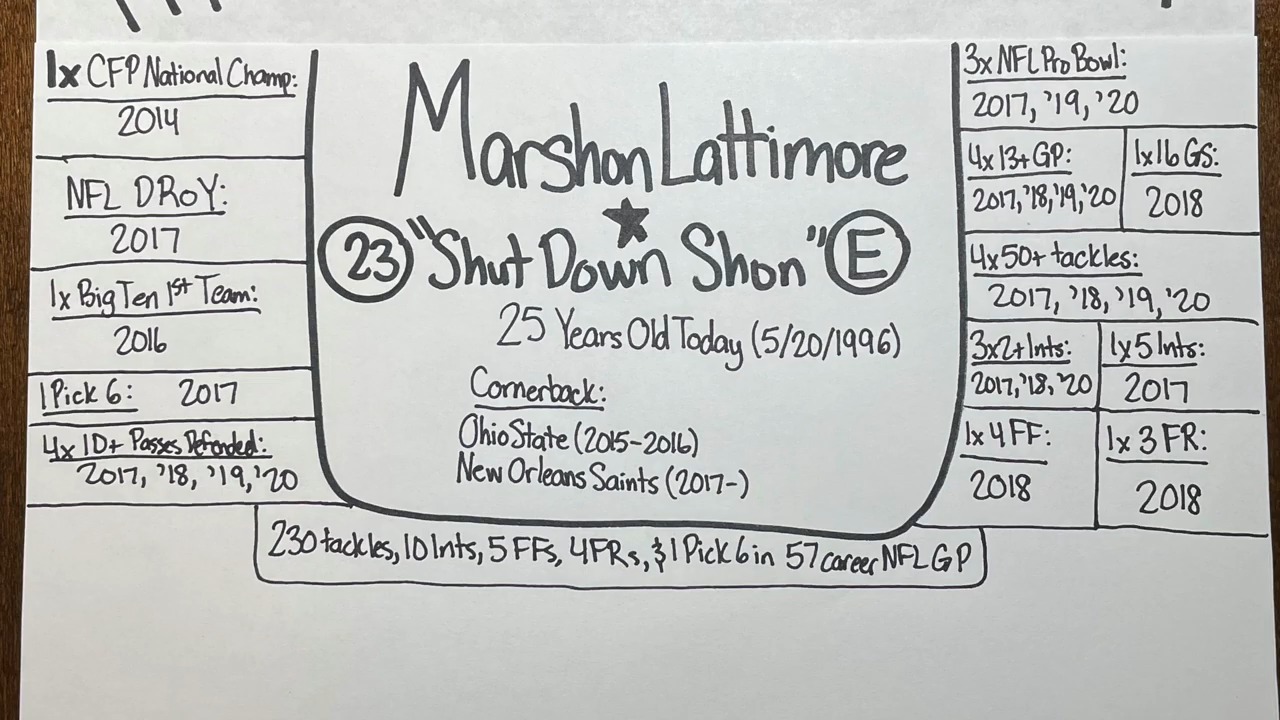 1x CFP National Champ:
2014
NFL DRoY:
2017
1x Big Ten 1st Team:
2016
1 Pick 6: 2017
4x 10+ Passes Defended:
2017, '18, '19, '20
Marshon Lattimore
23 "Shut Down Shon" E
25 Years Old Today (5/20/1996)
Cornerback:
Ohio State (2015-2016)
New Orleans Saints (2017-)
3x NFL Pro Bowl:
2017, '19, '20
4x 13+ GP:
2017, '18, '19, '20
1x 16 GS:
2018
4x 50+ tackles:
2017, '18, '19, '20
3x 2+ Ints:
2017, '18, '20
1x 5 Ints:
2017
1x 4 FF:
2018
1x 3 FR:
2018
230 tackles, 10 Ints, 5 FFs, 4 FRs, & 1 Pick 6 in 57 career NFL GP